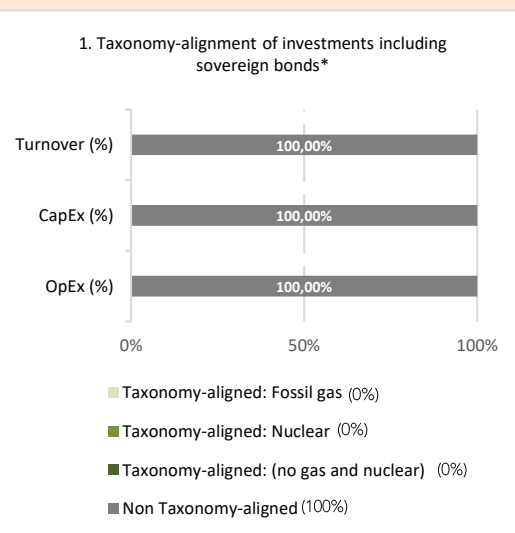 1. Taxonomy-alignment of investments including
sovereign bonds*
Turnover (%)
100,00%
CapEx (%)
100,00%
OpEx (%)
100,00%
0%
50%
100%
Taxonomy-aligned: Fossil gas (0%)
Taxonomy-aligned: Nuclear (0%)
Taxonomy-aligned: (no gas and nuclear) (0%)
Non Taxonomy-aligned (100%)